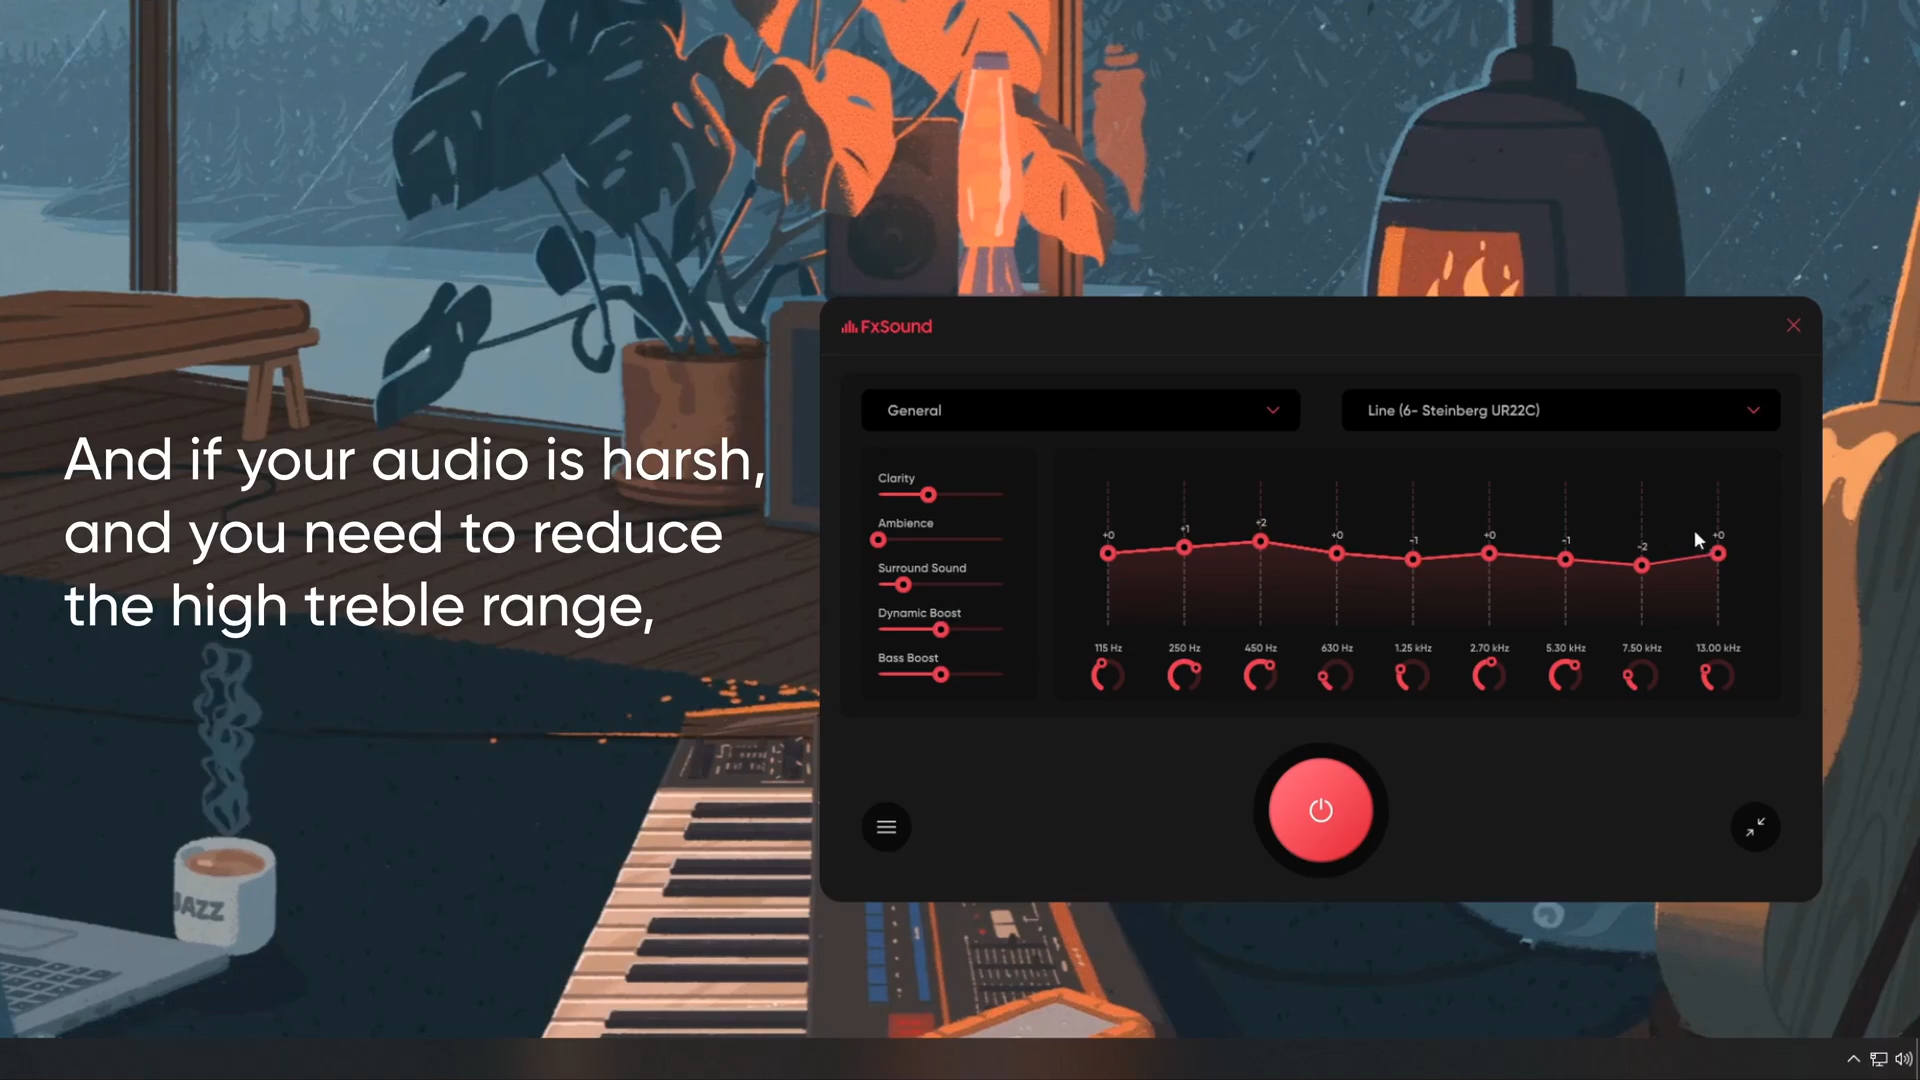 FxSound
General
Line (6- Steinberg UR22C)
And if your audio is harsh,
and you need to reduce
the high treble range,
Clarity
Ambience
Surround Sound
Dynamic Boost
Bass Boost
+0 +1 +2 +0 -1 +0 -1 -2 +0
115 Hz 250 Hz 450 Hz 630 Hz 1.25 kHz 2.70 kHz 5.30 kHz 7.50 kHz 13.00 kHz
JAZZ